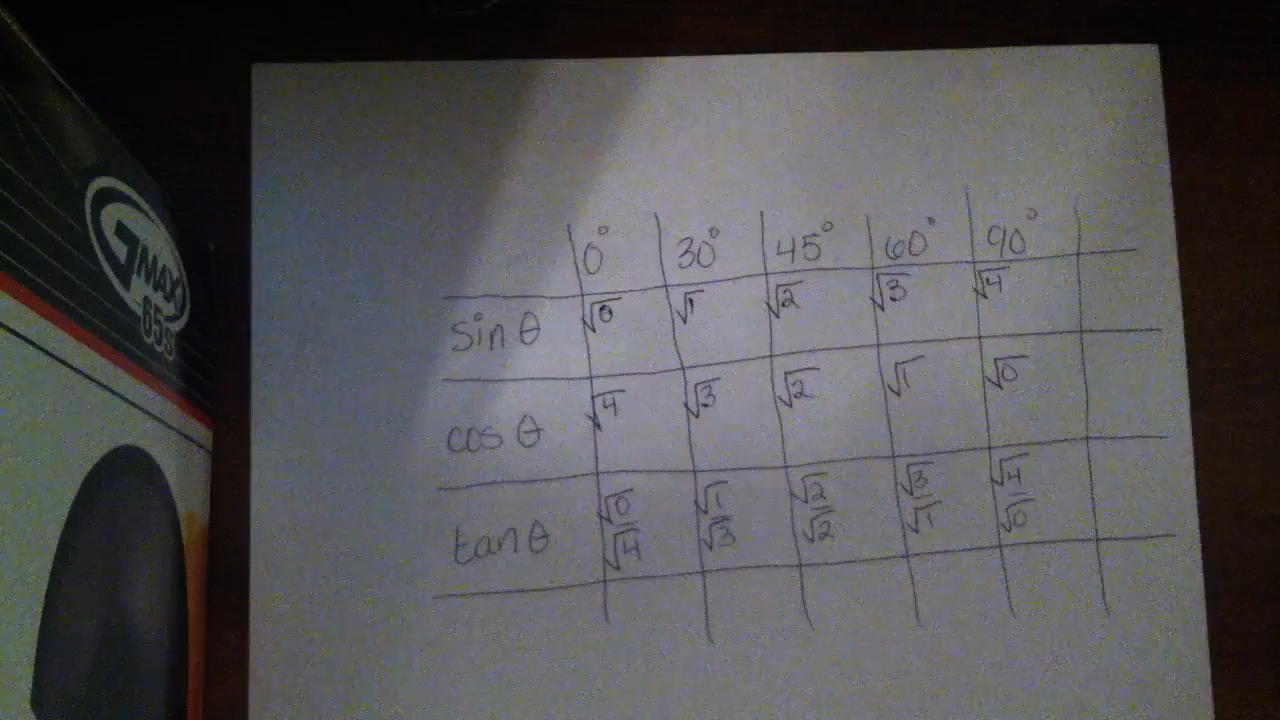 GMAX
65S
0° 30° 45° 60° 90°
sin θ √0 √1 √2 √3 √4
cos θ √4 √3 √2 √1 √0
tan θ √0/√4 √1/√3 √2/√2 √3/√1 √4/√0